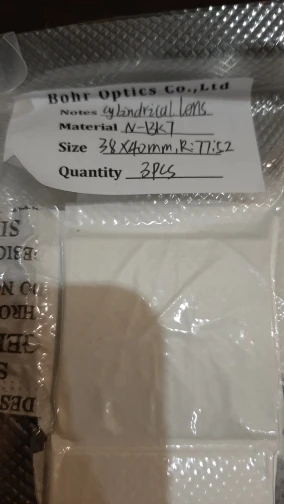 Bohr Optics Co.,Ltd
Notes cylindrical lens
Material N-BK7
Size 38X40mm,R:77.52
Quantity 3pcs